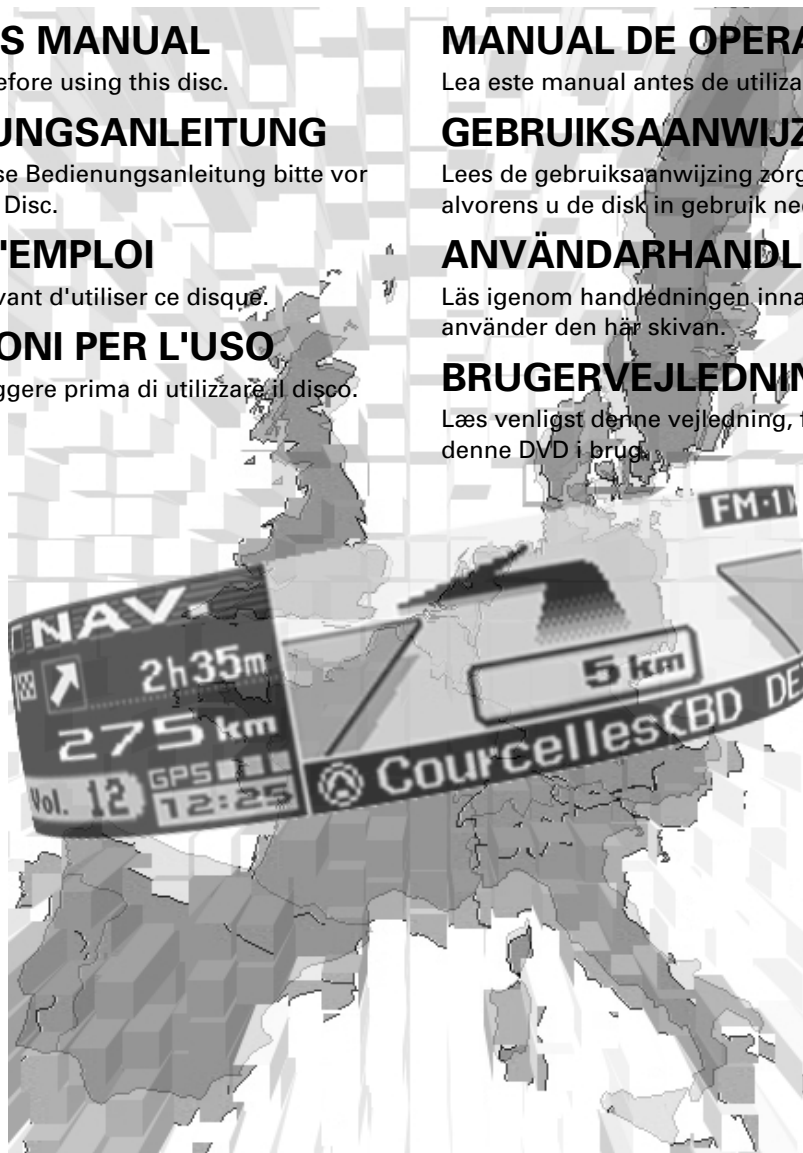 S MANUAL
efore using this disc.
UNGSANLEITUNG
se Bedienungsanleitung bitte vor
Disc.
'EMPLOI
vant d'utiliser ce disque.
ONI PER L'USO
ggere prima di utilizzare il disco.
MANUAL DE OPERA
Lea este manual antes de utiliza
GEBRUIKSAANWIJZ
Lees de gebruiksaanwijzing zorg
alvorens u de disk in gebruik nee
ANVÄNDARHANDL
Läs igenom handledningen inna
använder den här skivan.
BRUGERVEJLEDNIN
Læs venligst denne vejledning, f
denne DVD i brug.
FM·1
NAV·
2h35m
275 km
GPS
Vol. 12
12:25
5 km
Courcelles(BD DE